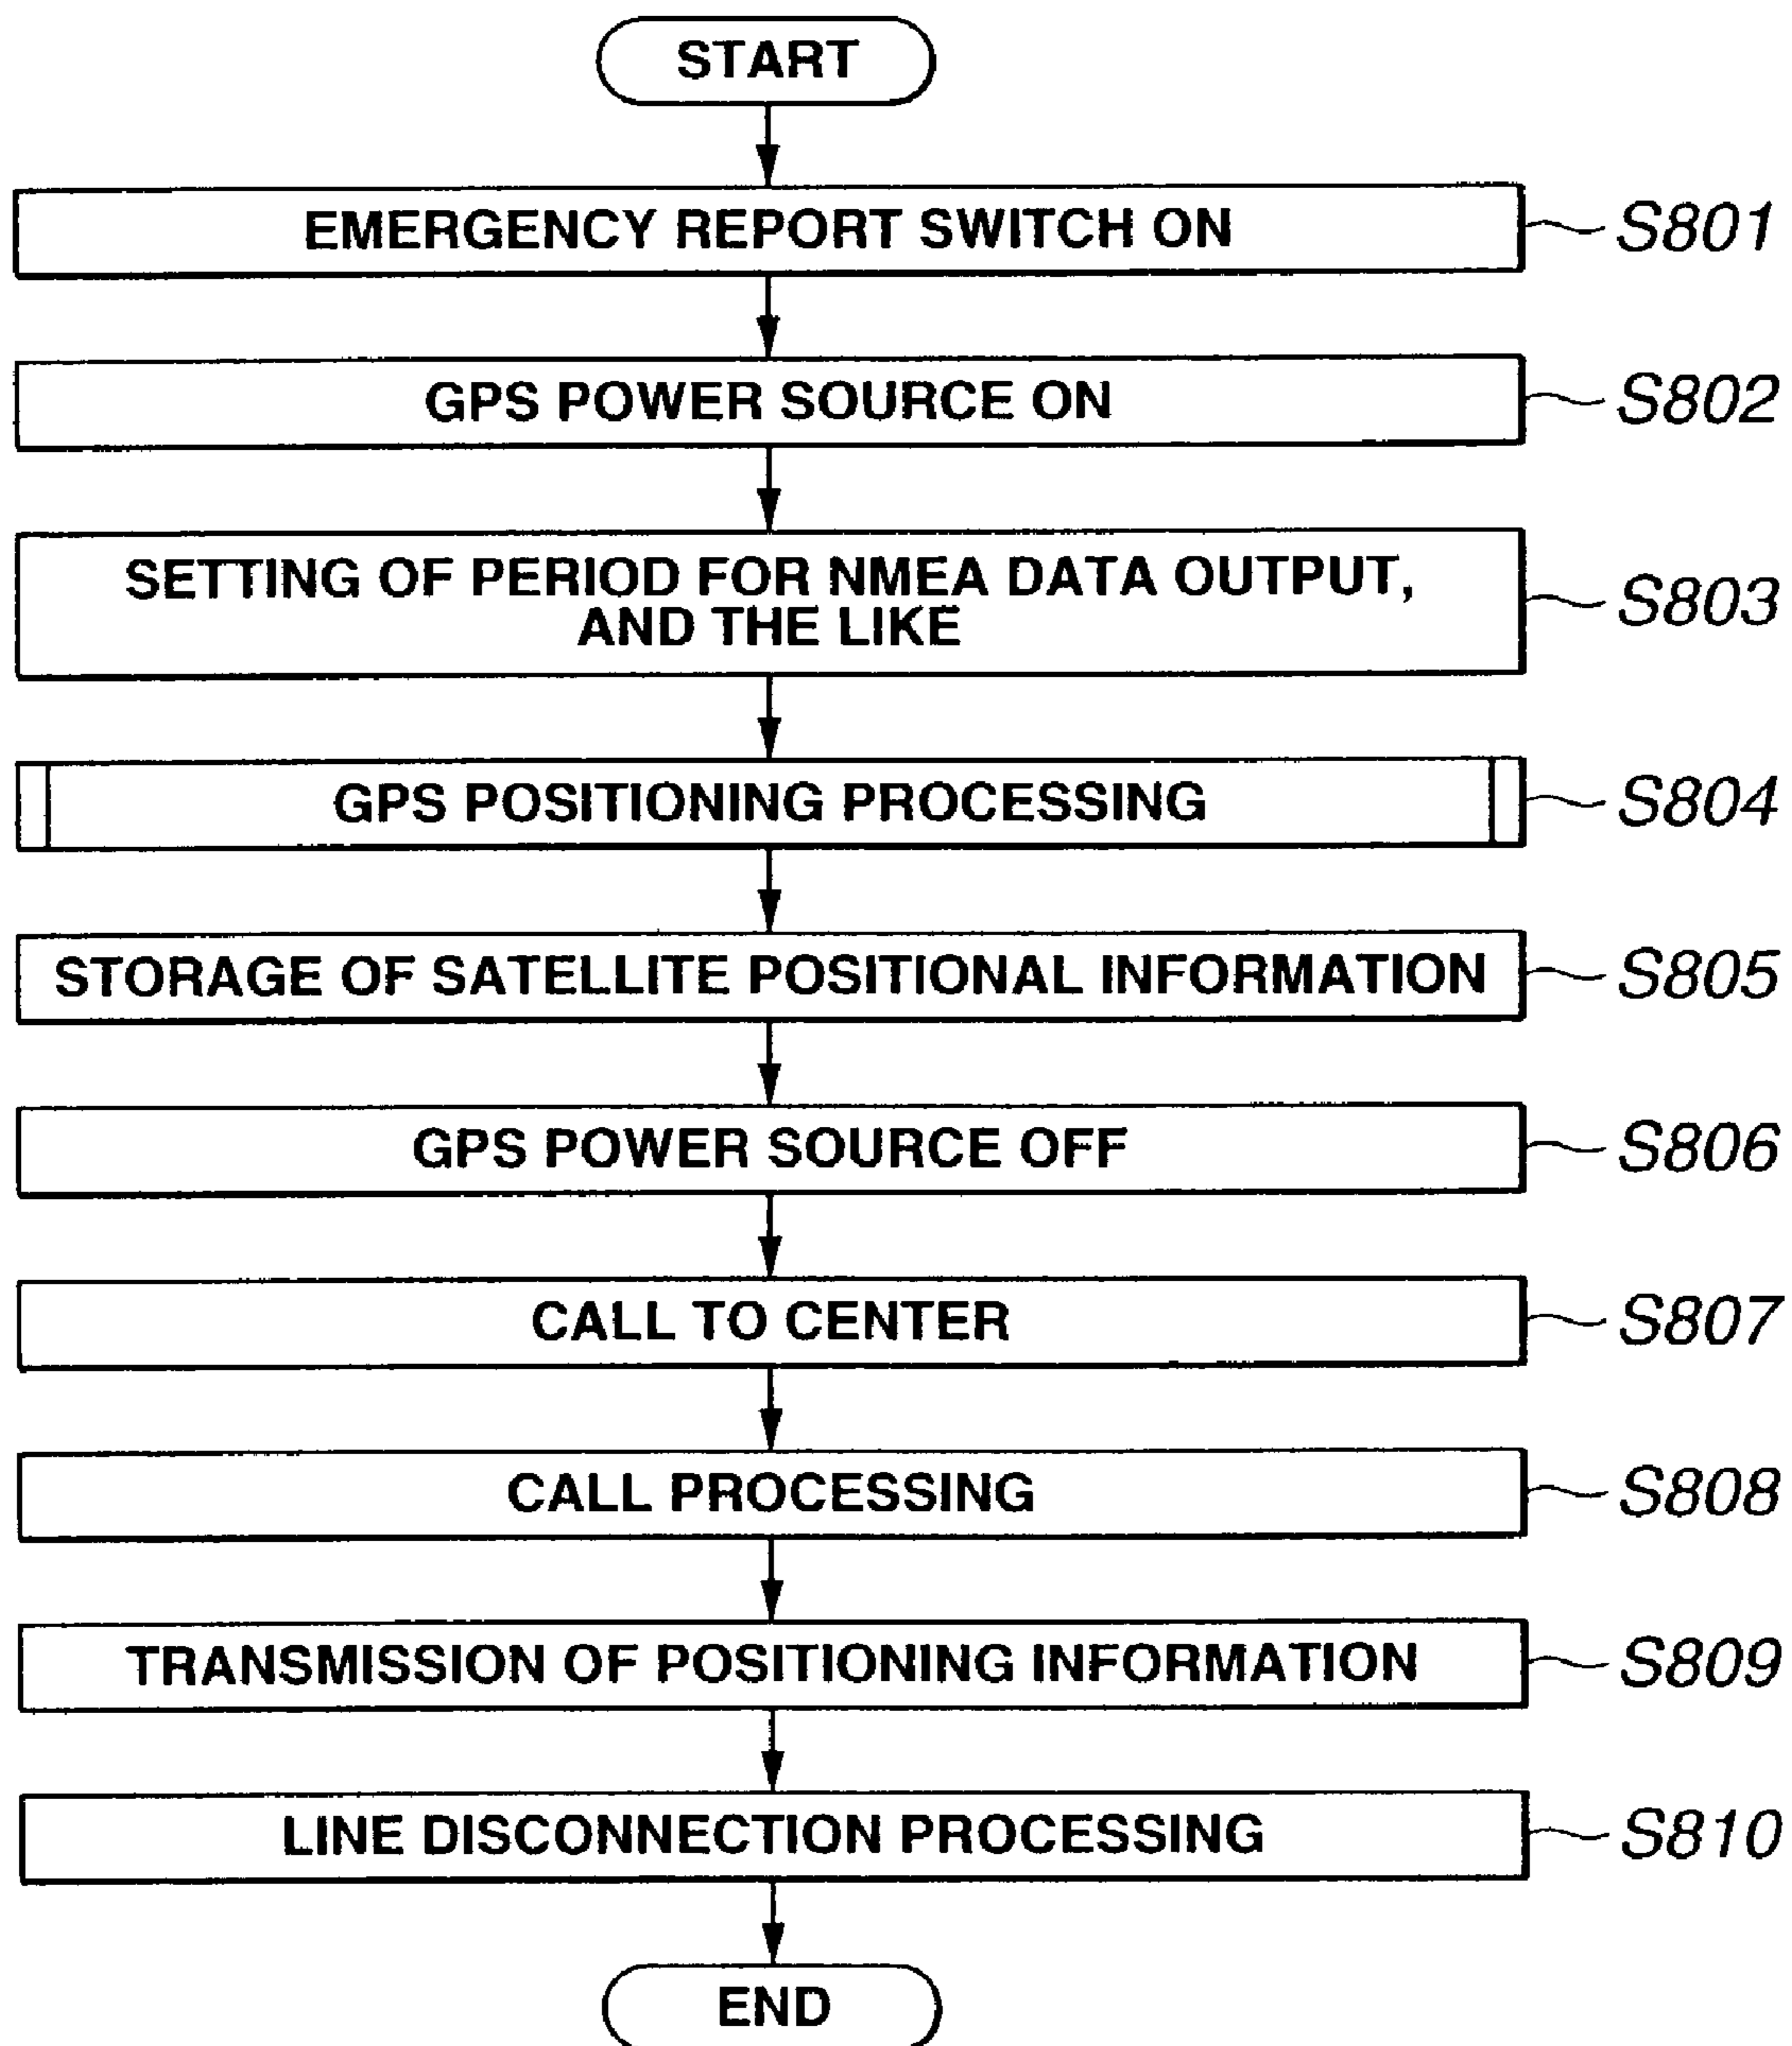 START
EMERGENCY REPORT SWITCH ON
S801
GPS POWER SOURCE ON
S802
SETTING OF PERIOD FOR NMEA DATA OUTPUT,
AND THE LIKE
S803
GPS POSITIONING PROCESSING
S804
STORAGE OF SATELLITE POSITIONAL INFORMATION
S805
GPS POWER SOURCE OFF
S806
CALL TO CENTER
S807
CALL PROCESSING
S808
TRANSMISSION OF POSITIONING INFORMATION
S809
LINE DISCONNECTION PROCESSING
S810
END